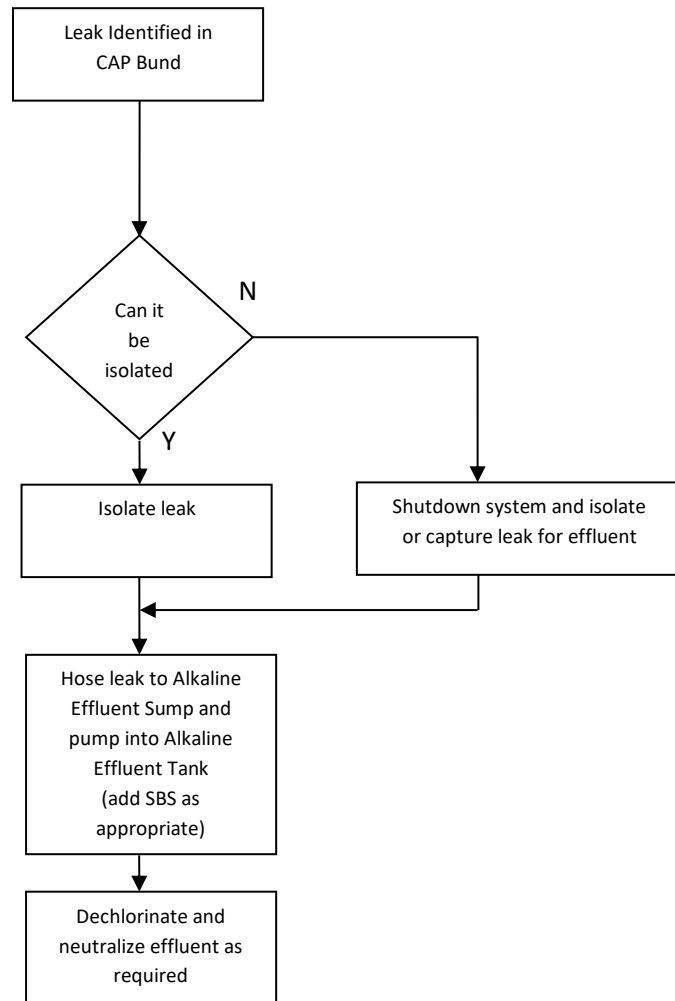 Leak Identified in
CAP Bund
N
Can it
be
isolated
Y
Isolate leak
Shutdown system and isolate
or capture leak for effluent
Hose leak to Alkaline
Effluent Sump and
pump into Alkaline
Effluent Tank
(add SBS as
appropriate)
Dechlorinate and
neutralize effluent as
required